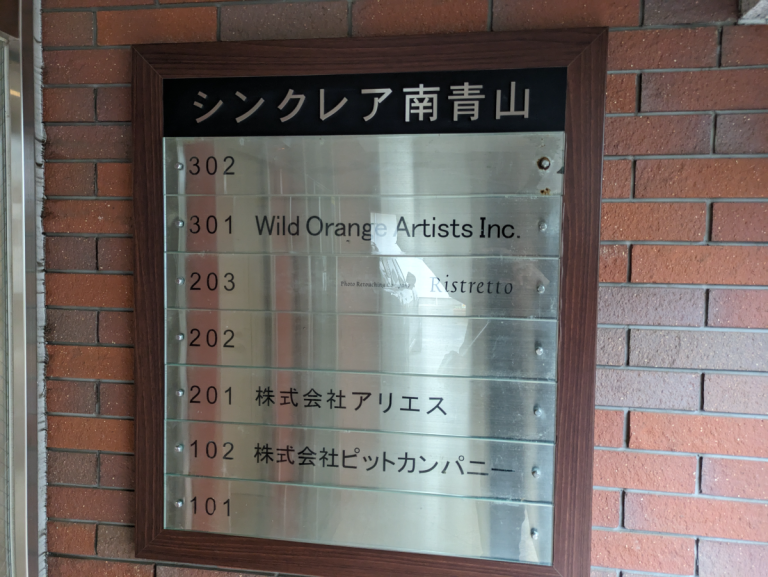 シンクレア南青山
302
301 Wild Orange Artists Inc.
203 Ristretto
202
201 株式会社アリエス
102 株式会社ピットカンパニー
101